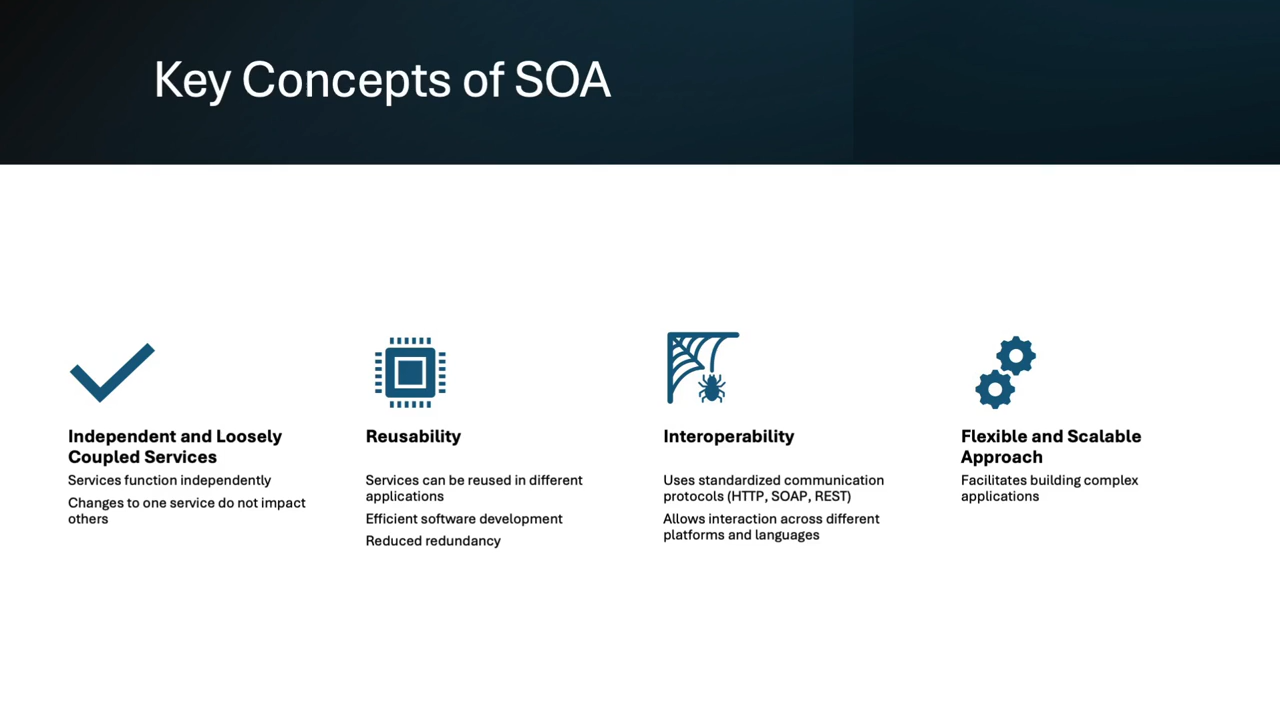 Key Concepts of SOA
Independent and Loosely
Coupled Services
Services function independently
Changes to one service do not impact
others
Reusability
Services can be reused in different
applications
Efficient software development
Reduced redundancy
Interoperability
Uses standardized communication
protocols (HTTP, SOAP, REST)
Allows interaction across different
platforms and languages
Flexible and Scalable
Approach
Facilitates building complex
applications